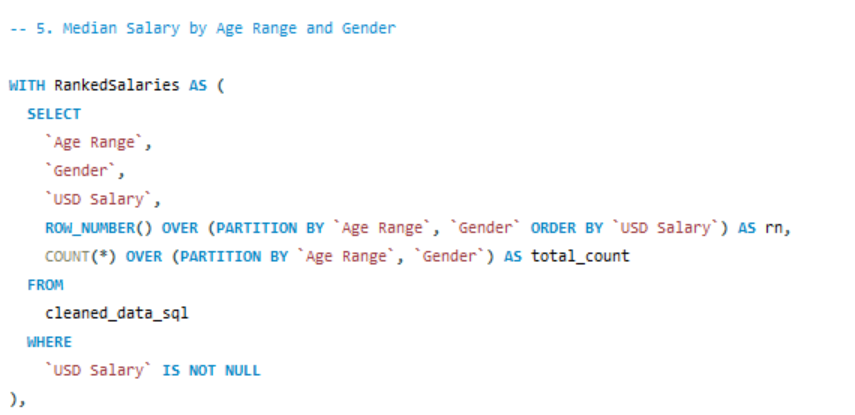 -- 5. Median Salary by Age Range and Gender
WITH RankedSalaries AS (
SELECT
`Age Range`,
`Gender`,
`USD Salary`,
ROW_NUMBER() OVER (PARTITION BY `Age Range`, `Gender` ORDER BY `USD Salary`) AS rn,
COUNT(*) OVER (PARTITION BY `Age Range`, `Gender`) AS total_count
FROM
cleaned_data_sql
WHERE
`USD Salary` IS NOT NULL
),